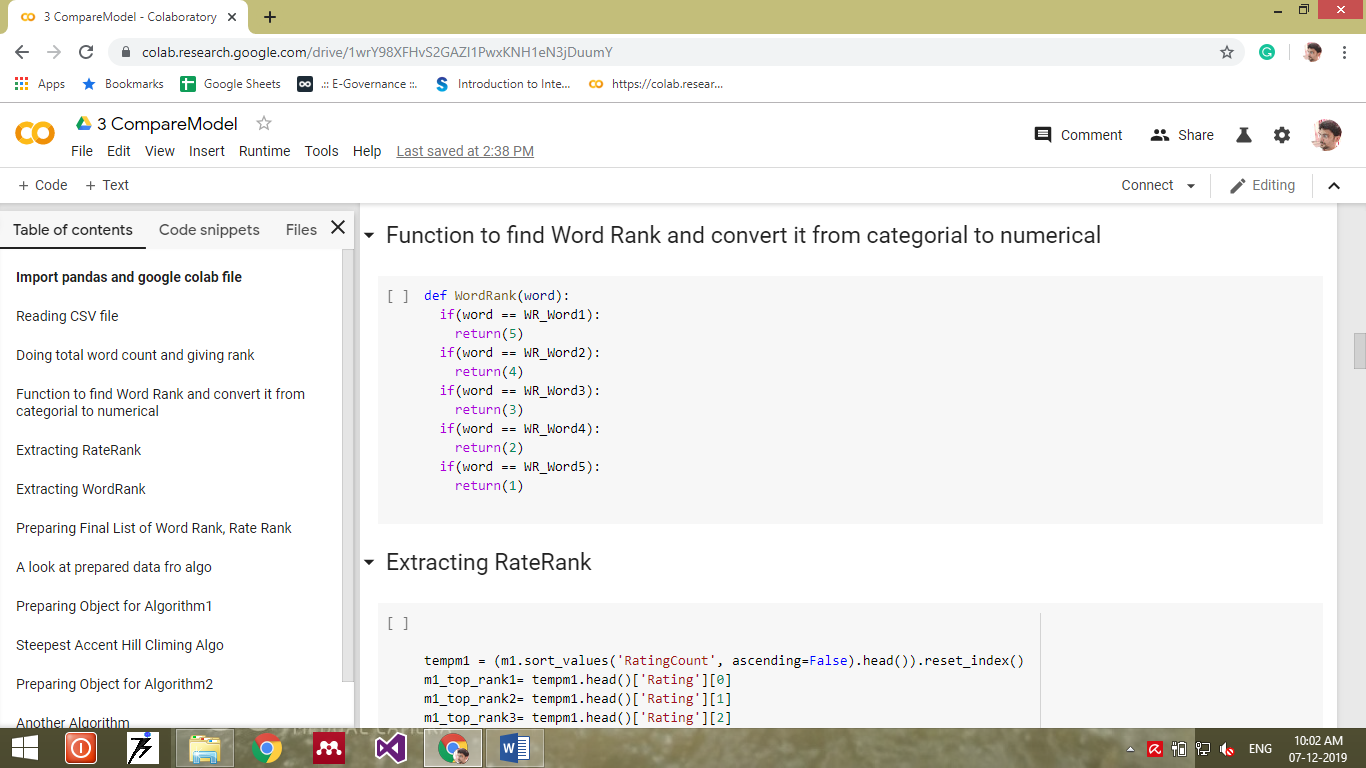 3 CompareModel - Colaboratory
colab.research.google.com/drive/1wrY98XFHvS2GAZI1PwxKNH1eN3jDuumY
Apps Bookmarks Google Sheets .:: E-Governance ::. Introduction to Inte... https://colab.resear...
3 CompareModel
Comment Share
File Edit View Insert Runtime Tools Help Last saved at 2:38 PM
+ Code + Text Connect Editing
Table of contents Code snippets Files
Import pandas and google colab file
Reading CSV file
Doing total word count and giving rank
Function to find Word Rank and convert it from
categorial to numerical
Extracting RateRank
Extracting WordRank
Preparing Final List of Word Rank, Rate Rank
A look at prepared data fro algo
Preparing Object for Algorithm1
Steepest Accent Hill Climing Algo
Preparing Object for Algorithm2
Another Algorithm
Function to find Word Rank and convert it from categorial to numerical
[ ] def WordRank(word):
if(word == WR_Word1):
return(5)
if(word == WR_Word2):
return(4)
if(word == WR_Word3):
return(3)
if(word == WR_Word4):
return(2)
if(word == WR_Word5):
return(1)
Extracting RateRank
[ ]
tempm1 = (m1.sort_values('RatingCount', ascending=False).head()).reset_index()
m1_top_rank1= tempm1.head()['Rating'][0]
m1_top_rank2= tempm1.head()['Rating'][1]
m1_top_rank3= tempm1.head()['Rating'][2]
ENG
10:02 AM
07-12-2019